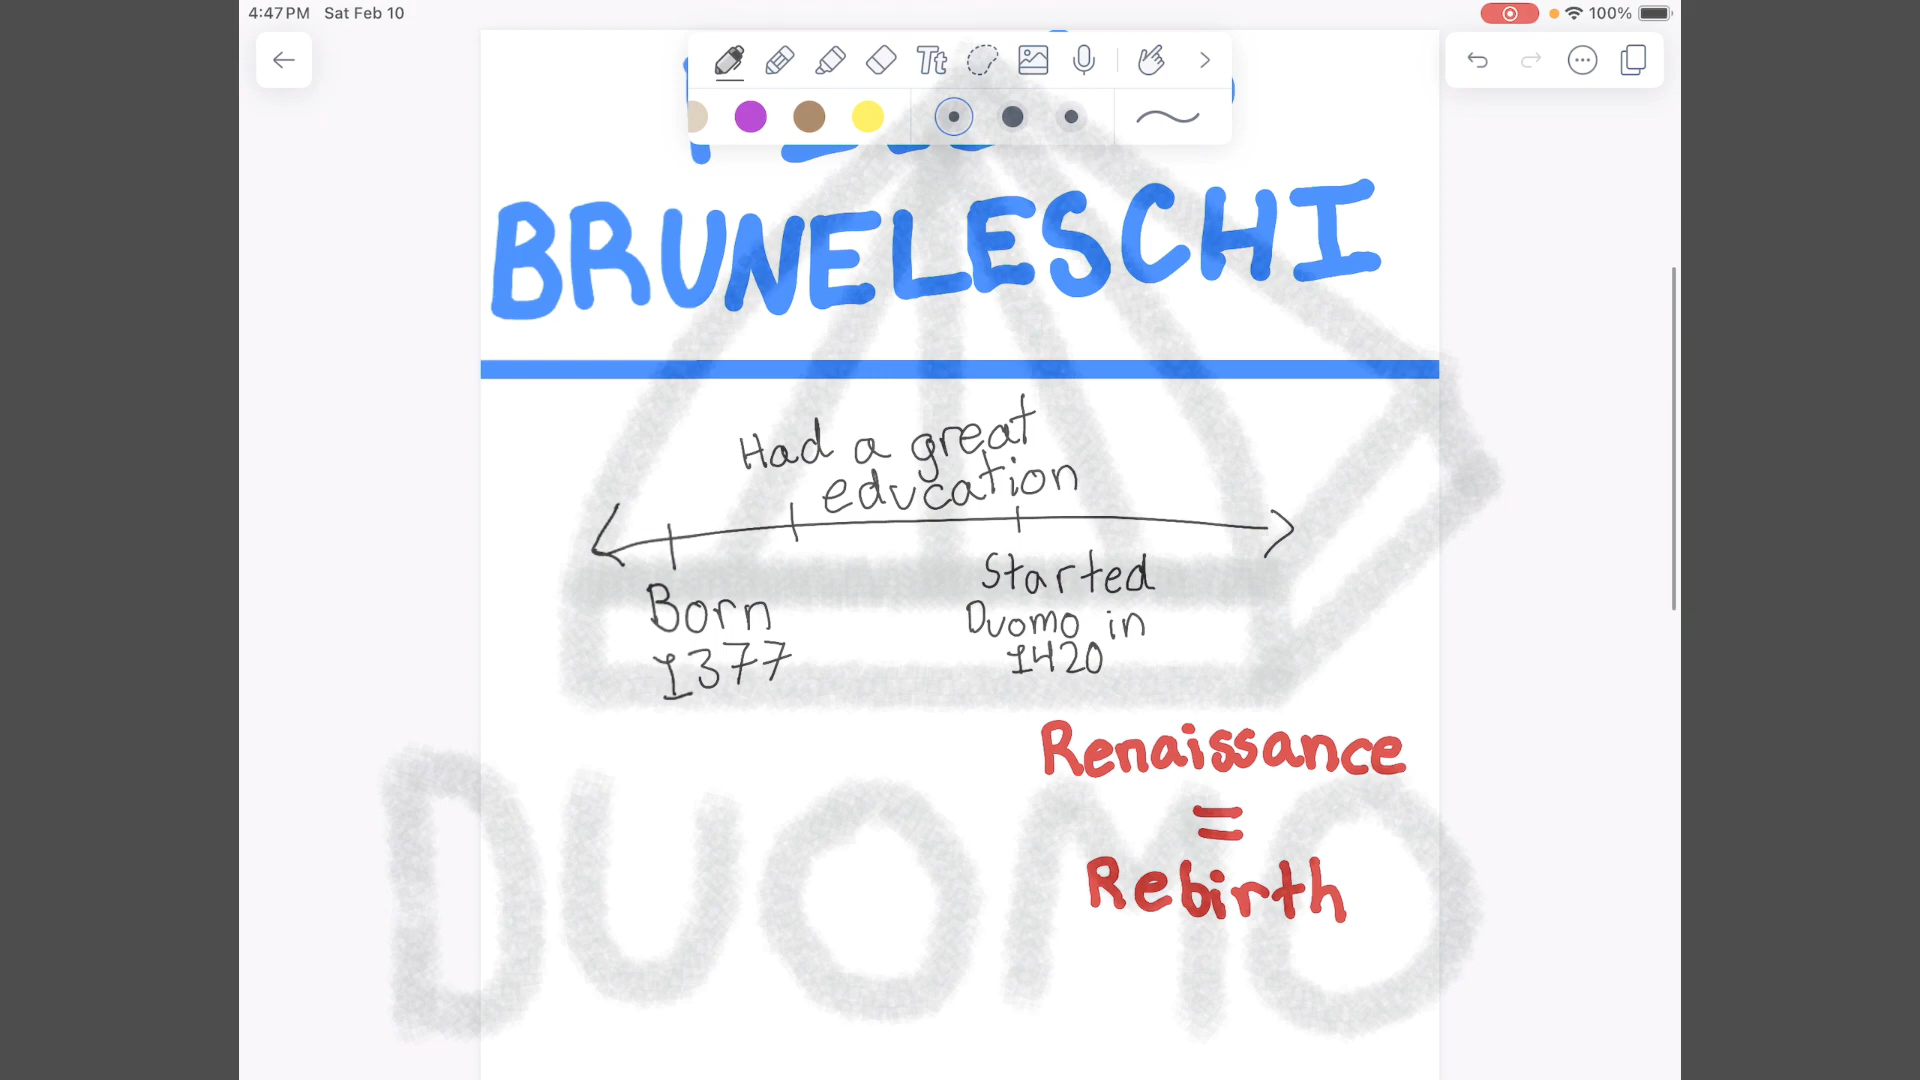 4:47 PM Sat Feb 10
100%
Tt
BRUNELESCHI
Had a great
education
Born
1377
Started
Duomo in
1420
Renaissance
=
Rebirth
DUOMO